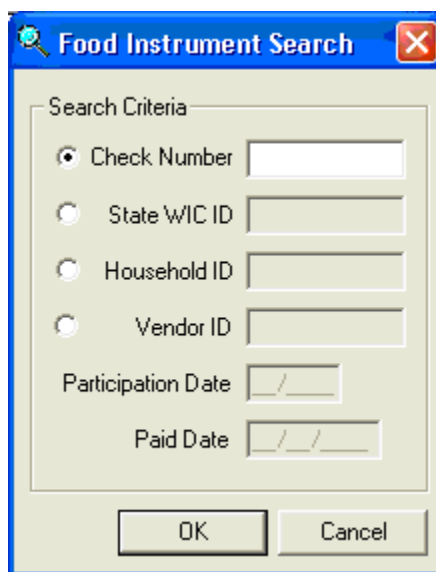 Food Instrument Search
Search Criteria
Check Number
State WIC ID
Household ID
Vendor ID
Participation Date __/____
Paid Date __/__/____
OK Cancel